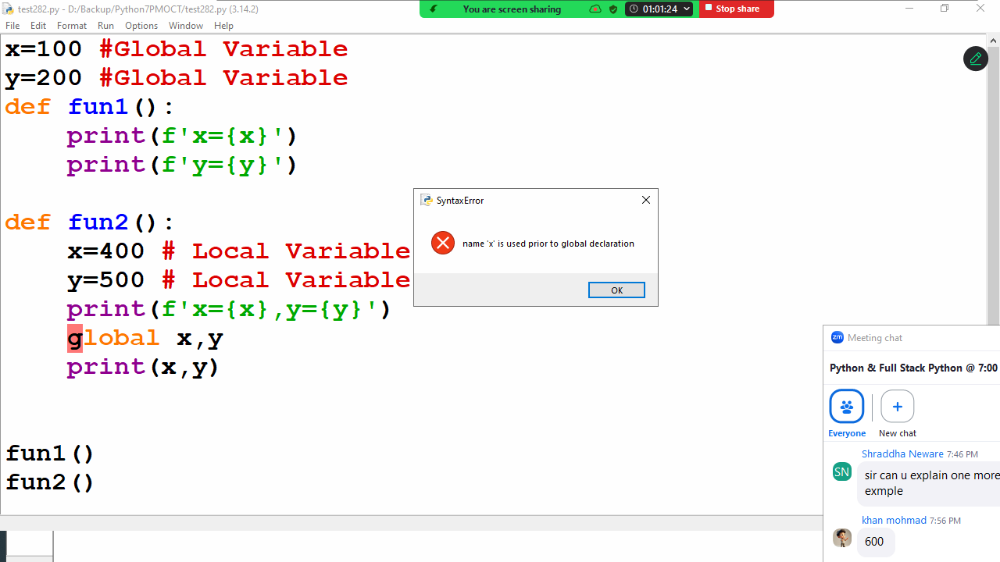 test282.py - D:/Backup/Python7PMOCT/test282.py (3.14.2)
You are screen sharing
01:01:24
Stop share
File Edit Format Run Options Window Help
x=100 #Global Variable
y=200 #Global Variable
def fun1():
    print(f'x={x}')
    print(f'y={y}')
def fun2():
    x=400 # Local Variable
    y=500 # Local Variable
    print(f'x={x},y={y}')
    global x,y
    print(x,y)
fun1()
fun2()
SyntaxError
name 'x' is used prior to global declaration
OK
zm Meeting chat
Python & Full Stack Python @ 7:00
Everyone New chat
Shraddha Neware 7:46 PM
SN
sir can u explain one more
exmple
khan mohmad 7:56 PM
600